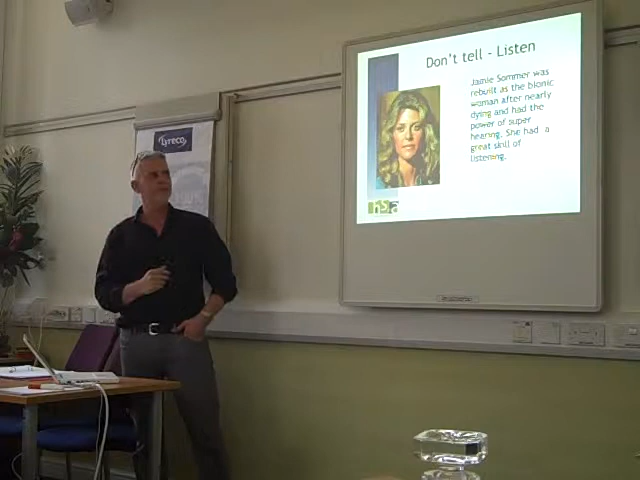 Don't tell - Listen
Jamie Sommer was
rebuilt as the bionic
woman after nearly
dying and had the
power of super
hearing. She had a
great skill of
listening.
Lyreco